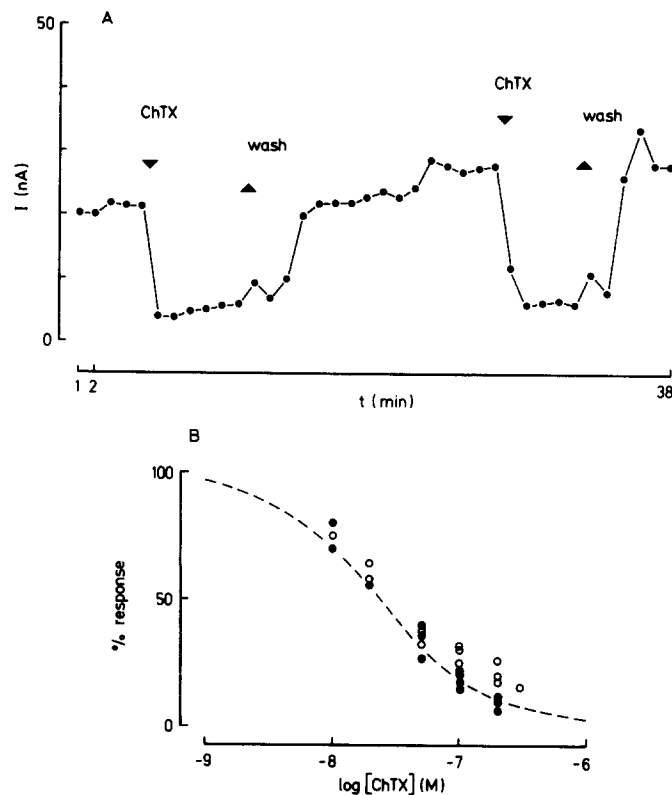 A
50
ChTX
wash
ChTX
wash
I (nA)
0
1 2
38
t (min)
B
100
% response
50
0
-9
-8
-7
-6
log [ChTX] (M)